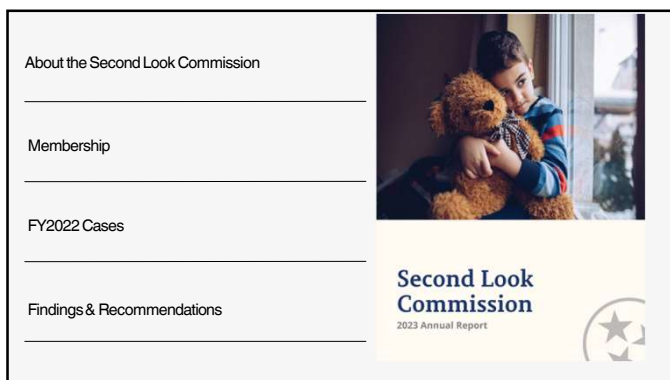 About the Second Look Commission
Membership
FY2022 Cases
Findings & Recommendations
Second Look
Commission
2023 Annual Report